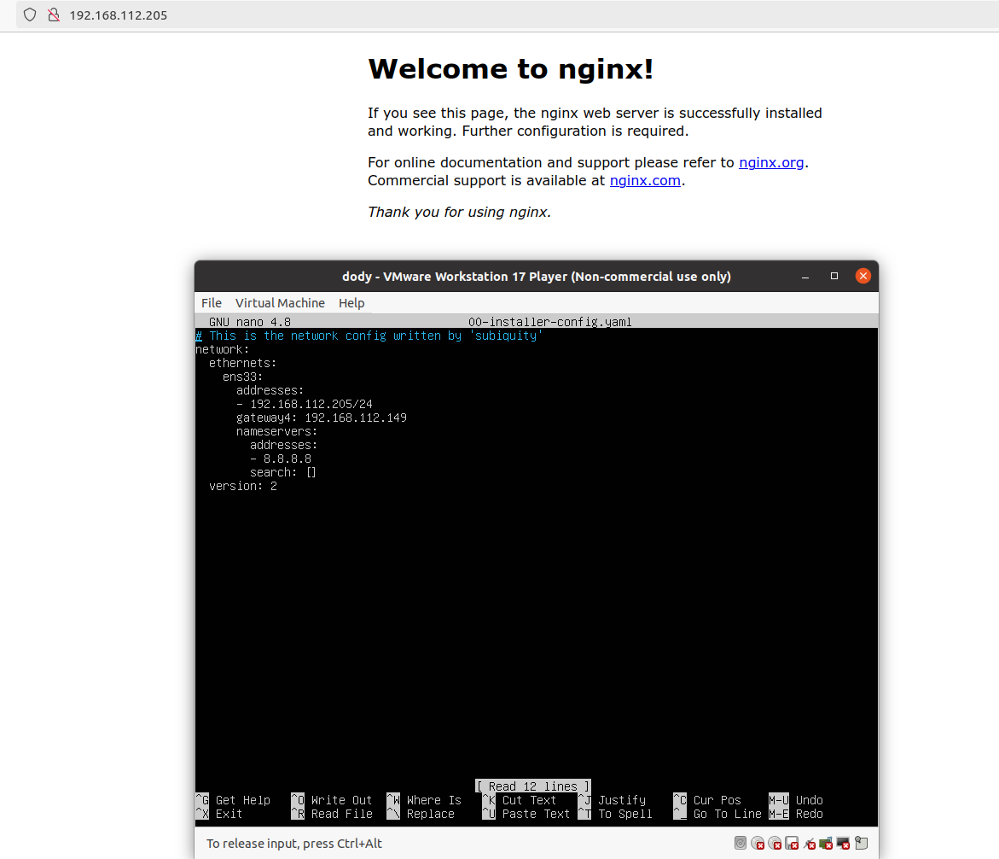 192.168.112.205
Welcome to nginx!
If you see this page, the nginx web server is successfully installed
and working. Further configuration is required.
For online documentation and support please refer to nginx.org.
Commercial support is available at nginx.com.
Thank you for using nginx.
dody - VMware Workstation 17 Player (Non-commercial use only)
File Virtual Machine Help
GNU nano 4.8 00-installer-config.yaml
# This is the network config written by 'subiquity'
network:
  ethernets:
    ens33:
      addresses:
      - 192.168.112.205/24
      gateway4: 192.168.112.149
      nameservers:
        addresses:
        - 8.8.8.8
        search: []
  version: 2
[ Read 12 lines ]
^G Get Help ^O Write Out ^W Where Is ^K Cut Text ^J Justify ^C Cur Pos M-U Undo
^X Exit ^R Read File ^\ Replace ^U Paste Text ^T To Spell ^_ Go To Line M-E Redo
To release input, press Ctrl+Alt